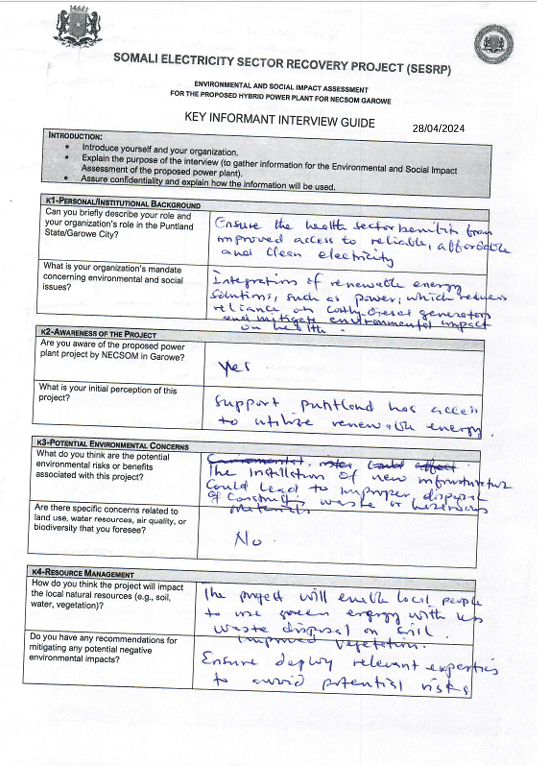 SOMALI ELECTRICITY SECTOR RECOVERY PROJECT (SESRP)
ENVIRONMENTAL AND SOCIAL IMPACT ASSESSMENT
FOR THE PROPOSED HYBRID POWER PLANT FOR NECSOM GAROWE
KEY INFORMANT INTERVIEW GUIDE
28/04/2024
INTRODUCTION:
• Introduce yourself and your organization.
• Explain the purpose of the interview (to gather information for the Environmental and Social Impact
Assessment of the proposed power plant).
• Assure confidentiality and explain how the information will be used.
K1-PERSONAL/INSTITUTIONAL BACKGROUND
Can you briefly describe your role and
your organization's role in the Puntland
State/Garowe City?
Ensure the health sector benifits from
improved access to reliable, affordable
and clean electricity
What is your organization's mandate
concerning environmental and social
issues?
Integration of renewable energy
solutions, such as power, which reduces
reliance on costly diesel generators
and mitigate environmental impact
on health.
K2-AWARENESS OF THE PROJECT
Are you aware of the proposed power
plant project by NECSOM in Garowe?
Yes
What is your initial perception of
this project?
Support puntland has access
to utilize renewable energy.
K3-POTENTIAL ENVIRONMENTAL CONCERNS
What do you think are the potential
environmental risks or benefits
associated with this project?
The installation of new infrastructure
could lead to improper disposal
of construct. waste or hazardous
materials
Are there specific concerns related to
land use, water resources, air quality, or
biodiversity that you foresee?
No.
K4-RESOURCE MANAGEMENT
How do you think the project will impact
the local natural resources (e.g., soil,
water, vegetation)?
The project will enable local people
to use green energy with less
waste disposal on soil.
improved vegetation.
Do you have any recommendations for
mitigating any potential negative
environmental impacts?
Ensure deploy relevant experties
to avoid potential risks